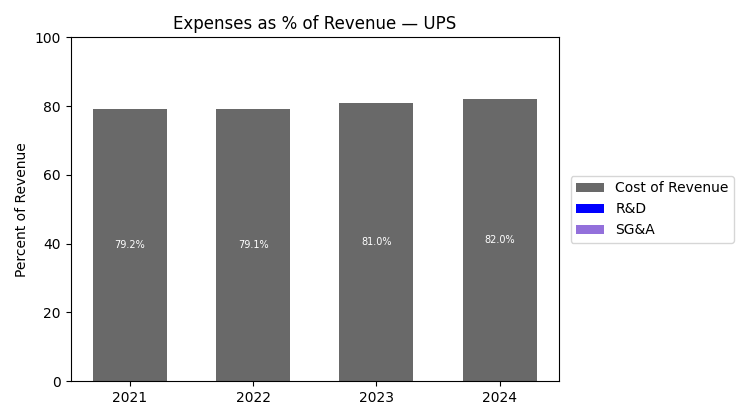 Expenses as % of Revenue — UPS
Percent of Revenue
100
80
60
40
20
0
79.2%
79.1%
81.0%
82.0%
2021
2022
2023
2024
Cost of Revenue
R&D
SG&A